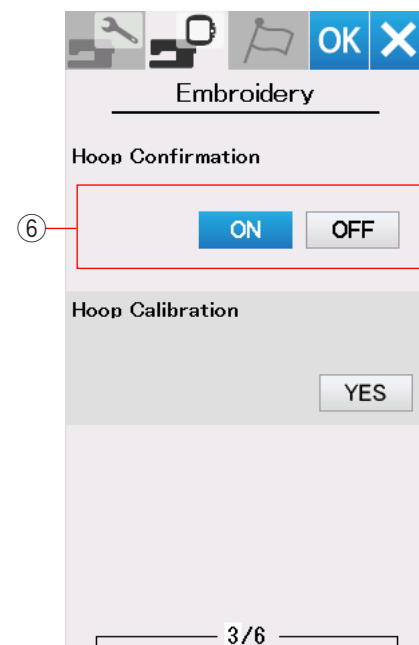 OK
Embroidery
Hoop Confirmation
⑥
ON OFF
Hoop Calibration
YES
3/6